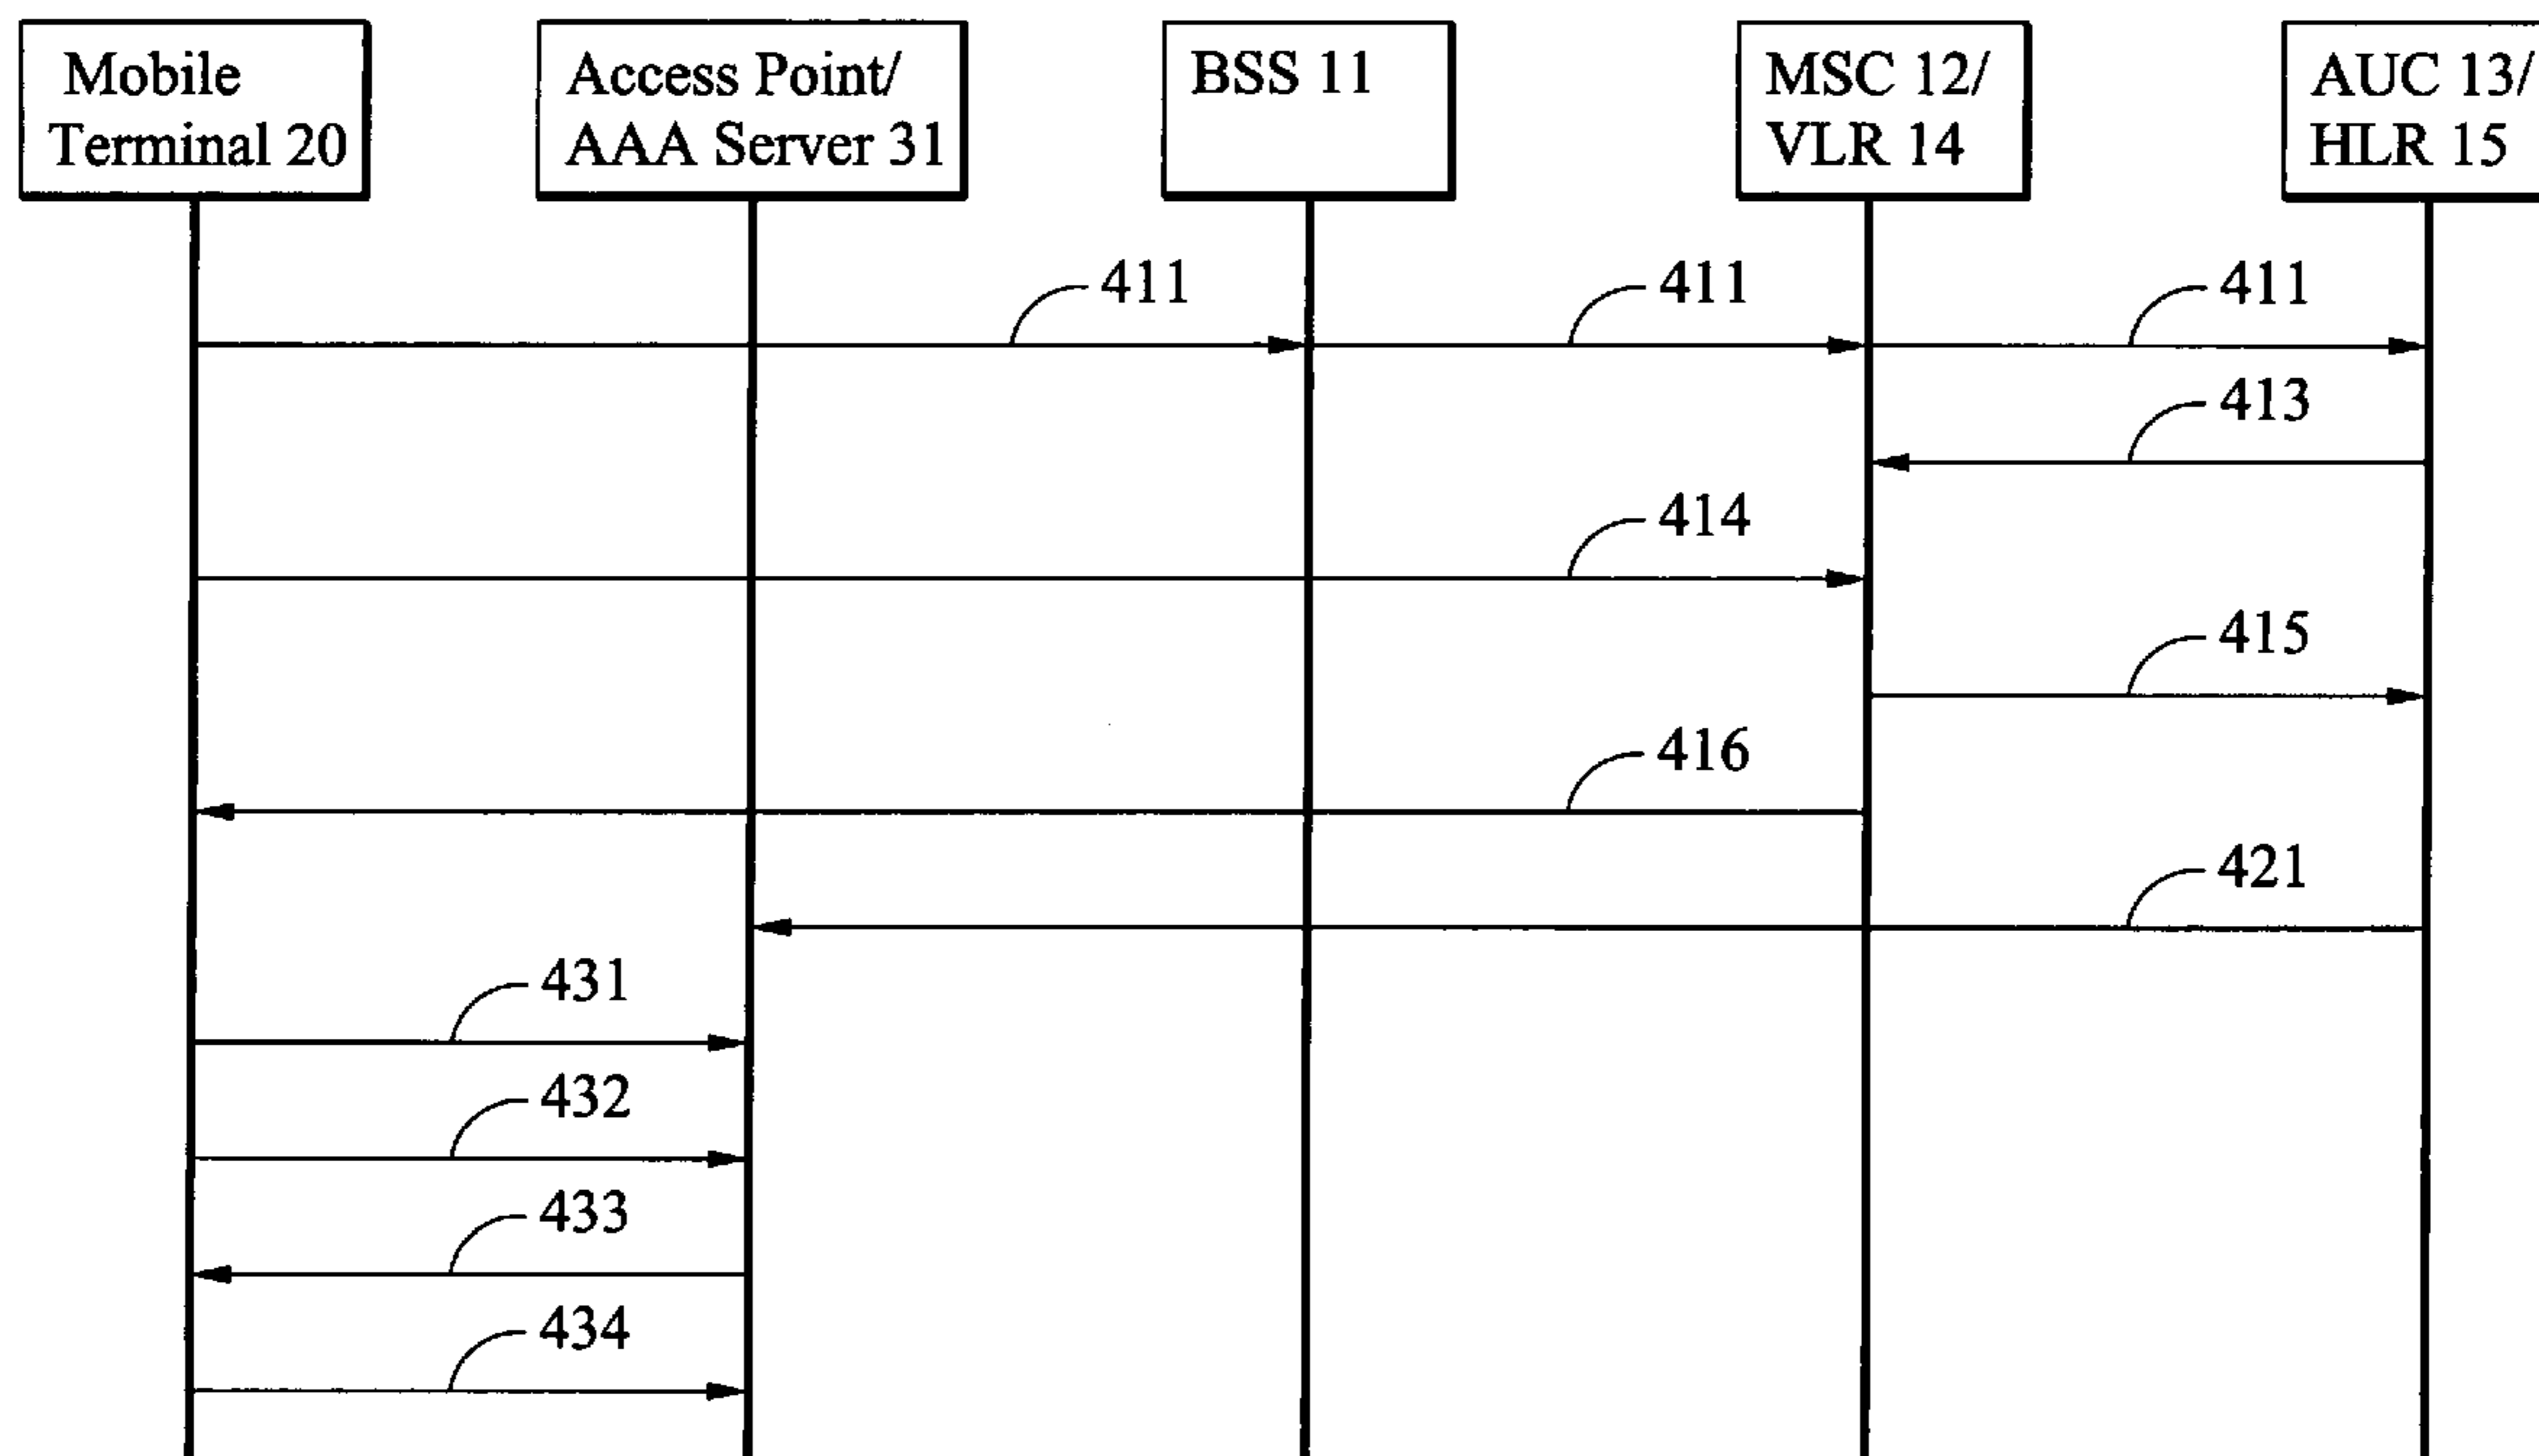 Mobile
Terminal 20
Access Point/
AAA Server 31
BSS 11
MSC 12/
VLR 14
AUC 13/
HLR 15
411
411
411
413
414
415
416
421
431
432
433
434